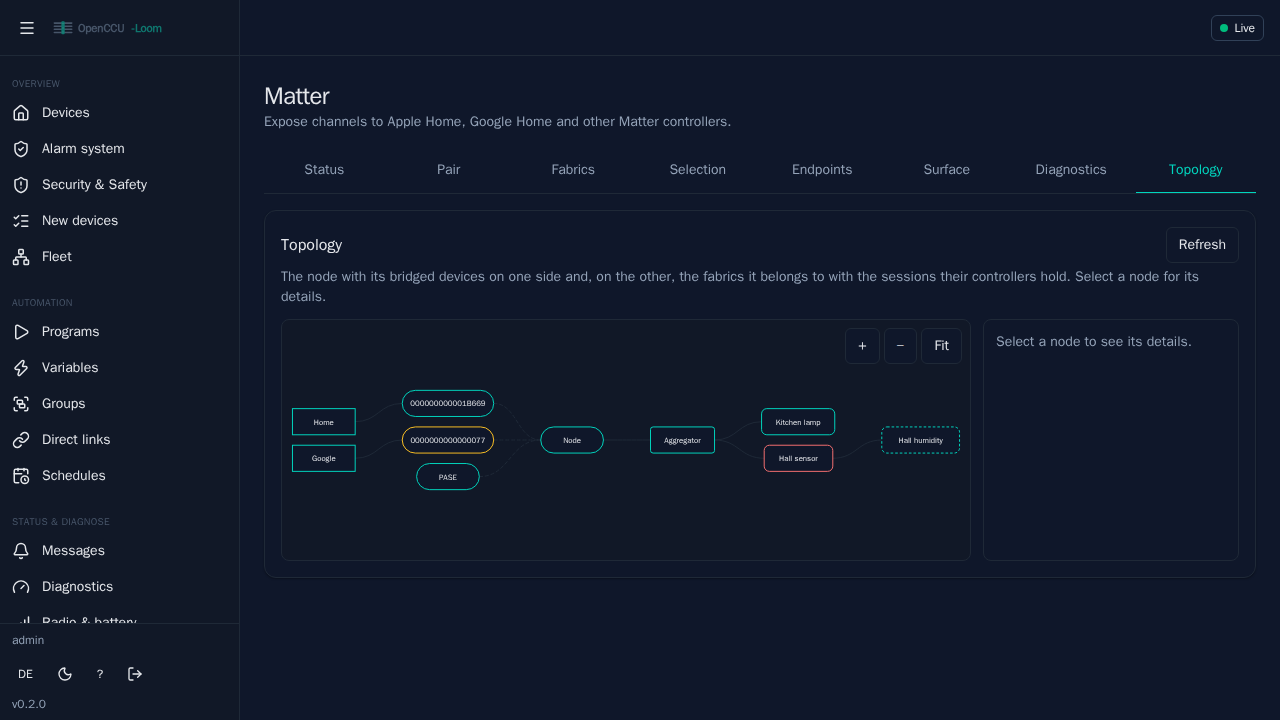 OpenCCU -Loom
Live
OVERVIEW
Devices
Alarm system
Security & Safety
New devices
Fleet
AUTOMATION
Programs
Variables
Groups
Direct links
Schedules
STATUS & DIAGNOSE
Messages
Diagnostics
Radio & battery
admin
DE
?
v0.2.0
Matter
Expose channels to Apple Home, Google Home and other Matter controllers.
Status
Pair
Fabrics
Selection
Endpoints
Surface
Diagnostics
Topology
Topology
Refresh
The node with its bridged devices on one side and, on the other, the fabrics it belongs to with the sessions their controllers hold. Select a node for its
details.
+
−
Fit
Home
Google
000000000001B669
0000000000000077
PASE
Node
Aggregator
Kitchen lamp
Hall sensor
Hall humidity
Select a node to see its details.